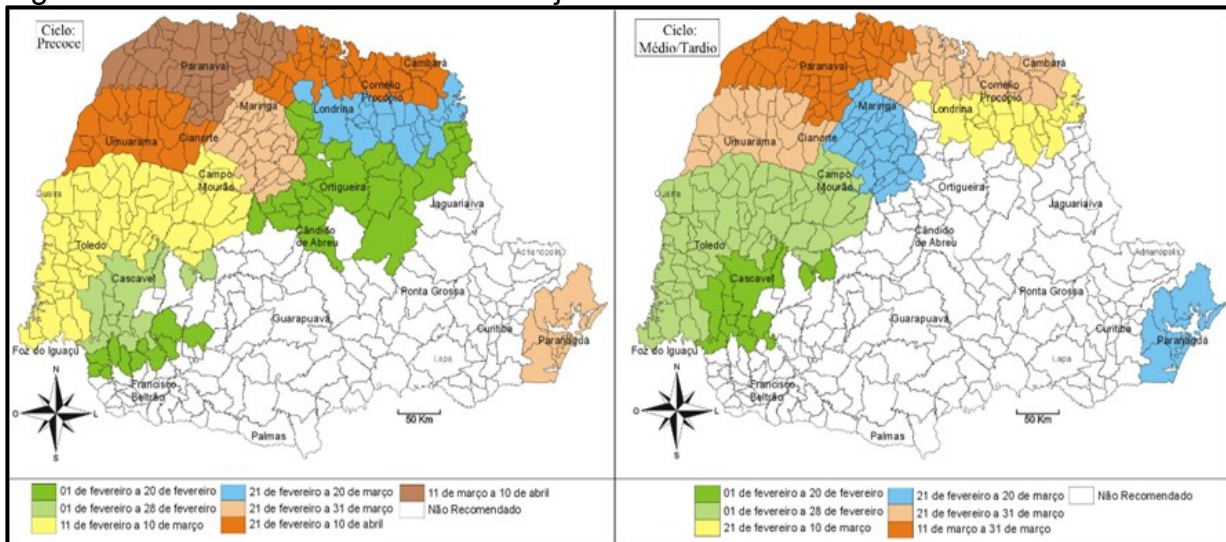 Ciclo:
Precoce
Paranavaí
Cambará
Cornélio
Procópio
Maringá
Londrina
Umuarama
Cianorte
Campo
Mourão
Ortigueira
Jaguariaíva
Toledo
Cândido
de Abreu
Adrianópolis
Cascavel
Ponta Grossa
Guarapuava
Curitiba
Paranaguá
Foz do Iguaçu
Lapa
Francisco
Beltrão
Palmas
N
O
L
S
50 Km
01 de fevereiro a 20 de fevereiro
01 de fevereiro a 28 de fevereiro
11 de fevereiro a 10 de março
21 de fevereiro a 20 de março
21 de fevereiro a 31 de março
21 de fevereiro a 10 de abril
11 de março a 10 de abril
Não Recomendado
Ciclo:
Médio/Tardio
Paranavaí
Cambará
Cornélio
Procópio
Maringá
Londrina
Umuarama
Cianorte
Campo
Mourão
Ortigueira
Jaguariaíva
Toledo
Cândido
de Abreu
Adrianópolis
Cascavel
Ponta Grossa
Guarapuava
Curitiba
Paranaguá
Foz do Iguaçu
Lapa
Francisco
Beltrão
Palmas
N
O
L
S
50 Km
01 de fevereiro a 20 de fevereiro
01 de fevereiro a 28 de fevereiro
21 de fevereiro a 10 de março
21 de fevereiro a 20 de março
21 de fevereiro a 31 de março
11 de março a 31 de março
Não Recomendado